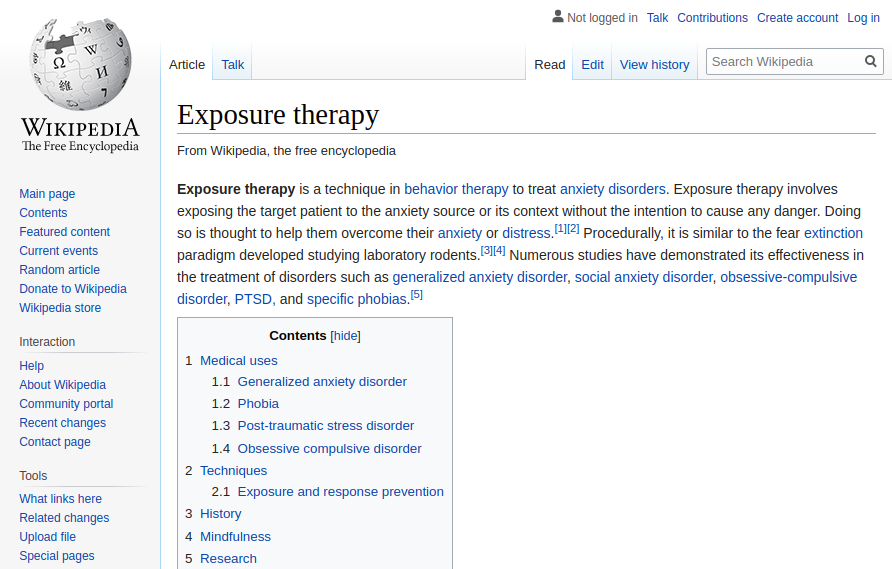 Not logged in Talk Contributions Create account Log in
Article Talk Read Edit View history Search Wikipedia
Ω W И 維 7
WIKIPEDIA
The Free Encyclopedia
Main page
Contents
Featured content
Current events
Random article
Donate to Wikipedia
Wikipedia store
Interaction
Help
About Wikipedia
Community portal
Recent changes
Contact page
Tools
What links here
Related changes
Upload file
Special pages
Exposure therapy
From Wikipedia, the free encyclopedia
Exposure therapy is a technique in behavior therapy to treat anxiety disorders. Exposure therapy involves
exposing the target patient to the anxiety source or its context without the intention to cause any danger. Doing
so is thought to help them overcome their anxiety or distress.[1][2] Procedurally, it is similar to the fear extinction
paradigm developed studying laboratory rodents.[3][4] Numerous studies have demonstrated its effectiveness in
the treatment of disorders such as generalized anxiety disorder, social anxiety disorder, obsessive-compulsive
disorder, PTSD, and specific phobias.[5]
Contents [hide]
1 Medical uses
1.1 Generalized anxiety disorder
1.2 Phobia
1.3 Post-traumatic stress disorder
1.4 Obsessive compulsive disorder
2 Techniques
2.1 Exposure and response prevention
3 History
4 Mindfulness
5 Research